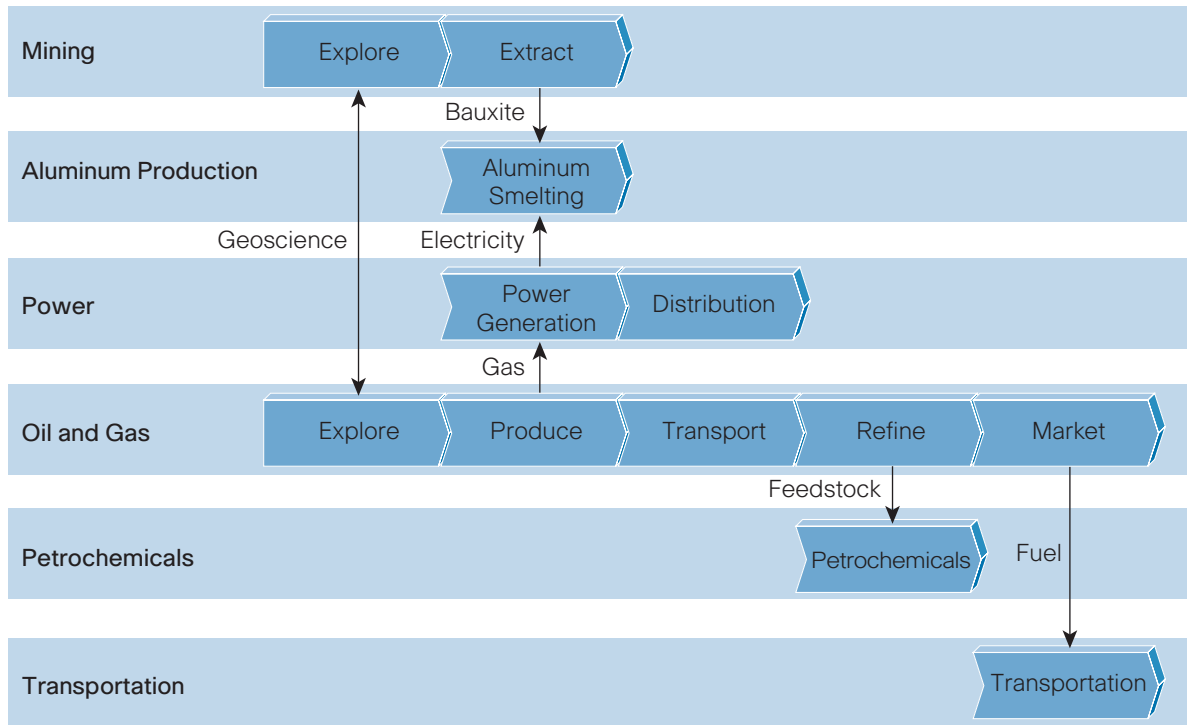 Mining
Explore
Extract
Bauxite
Aluminum Production
Aluminum
Smelting
Geoscience
Electricity
Power
Power
Generation
Distribution
Gas
Oil and Gas
Explore
Produce
Transport
Refine
Market
Feedstock
Petrochemicals
Petrochemicals
Fuel
Transportation
Transportation